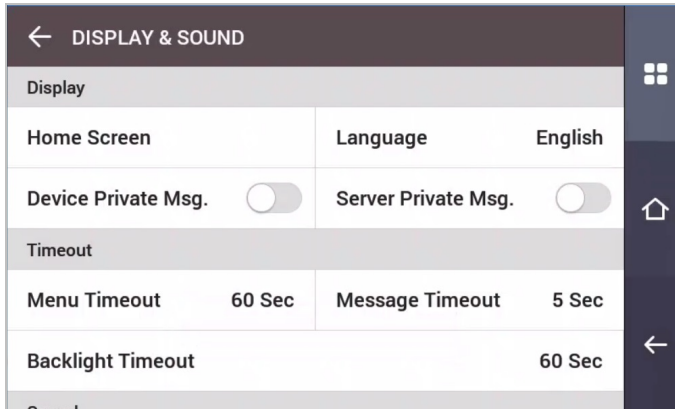 DISPLAY & SOUND
Display
Home Screen
Language English
Device Private Msg.
Server Private Msg.
Timeout
Menu Timeout 60 Sec
Message Timeout 5 Sec
Backlight Timeout 60 Sec